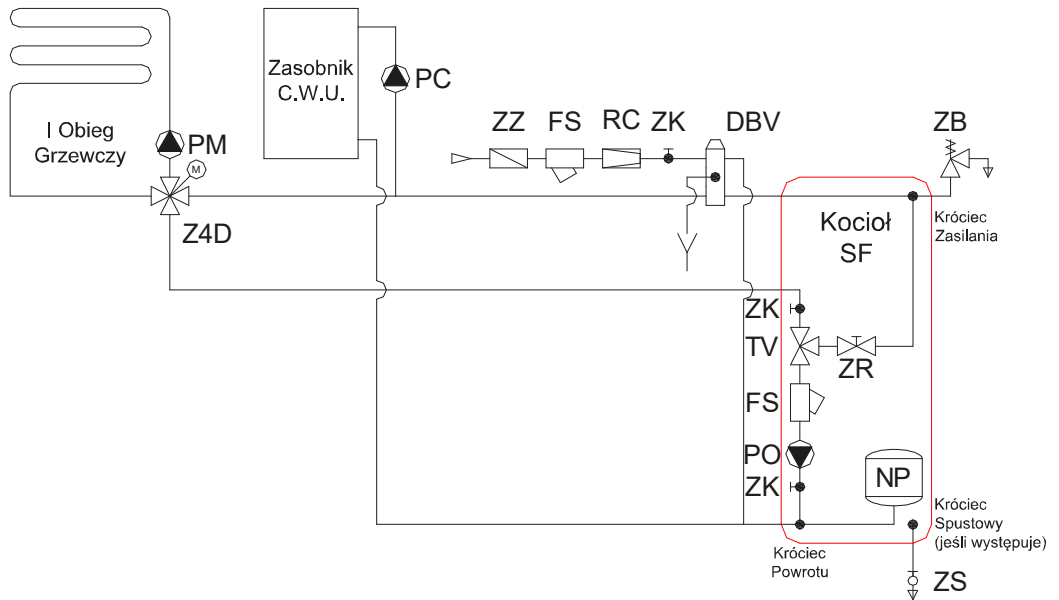 Zasobnik
C.W.U.
PC
I Obieg
Grzewczy
PM
M
Z4D
ZZ
FS
RC
ZK
DBV
ZB
Kocioł
SF
Króciec
Zasilania
ZK
TV
ZR
FS
PO
NP
ZK
Króciec
Spustowy
(jeśli występuje)
Króciec
Powrotu
ZS